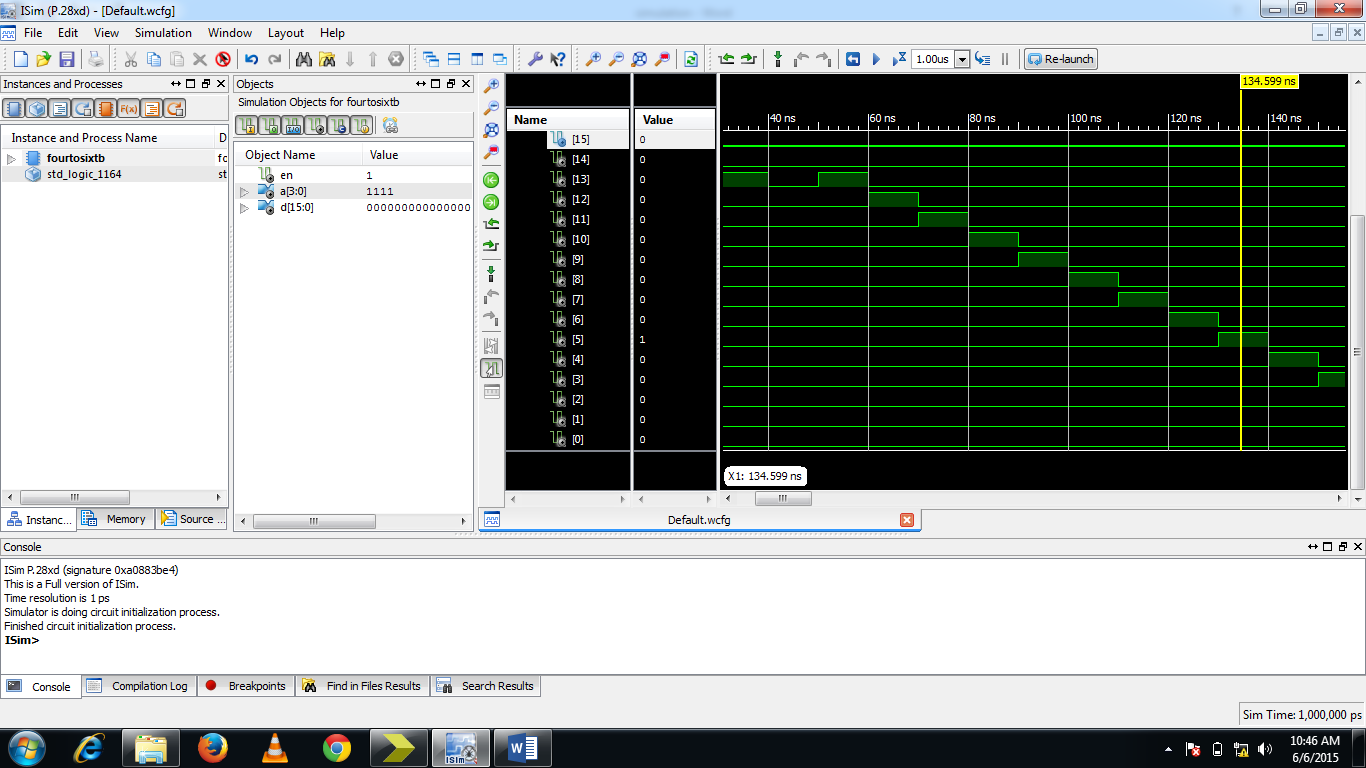 ISim (P.28xd) - [Default.wcfg]
File Edit View Simulation Window Layout Help
1.00us Re-launch
Instances and Processes
Instance and Process Name D
fourtosixtb fc
std_logic_1164 st
Instanc... Memory Source ...
Objects
Simulation Objects for fourtosixtb
Object Name Value
en 1
a[3:0] 1111
d[15:0] 000000000000000
Name Value
[15] 0
[14] 0
[13] 0
[12] 0
[11] 0
[10] 0
[9] 0
[8] 0
[7] 0
[6] 0
[5] 1
[4] 0
[3] 0
[2] 0
[1] 0
[0] 0
134.599 ns
40 ns 60 ns 80 ns 100 ns 120 ns 140 ns
X1: 134.599 ns
Default.wcfg
Console
ISim P.28xd (signature 0xa0883be4)
This is a Full version of ISim.
Time resolution is 1 ps
Simulator is doing circuit initialization process.
Finished circuit initialization process.
ISim>
Console Compilation Log Breakpoints Find in Files Results Search Results
Sim Time: 1,000,000 ps
ISim
10:46 AM
6/6/2015